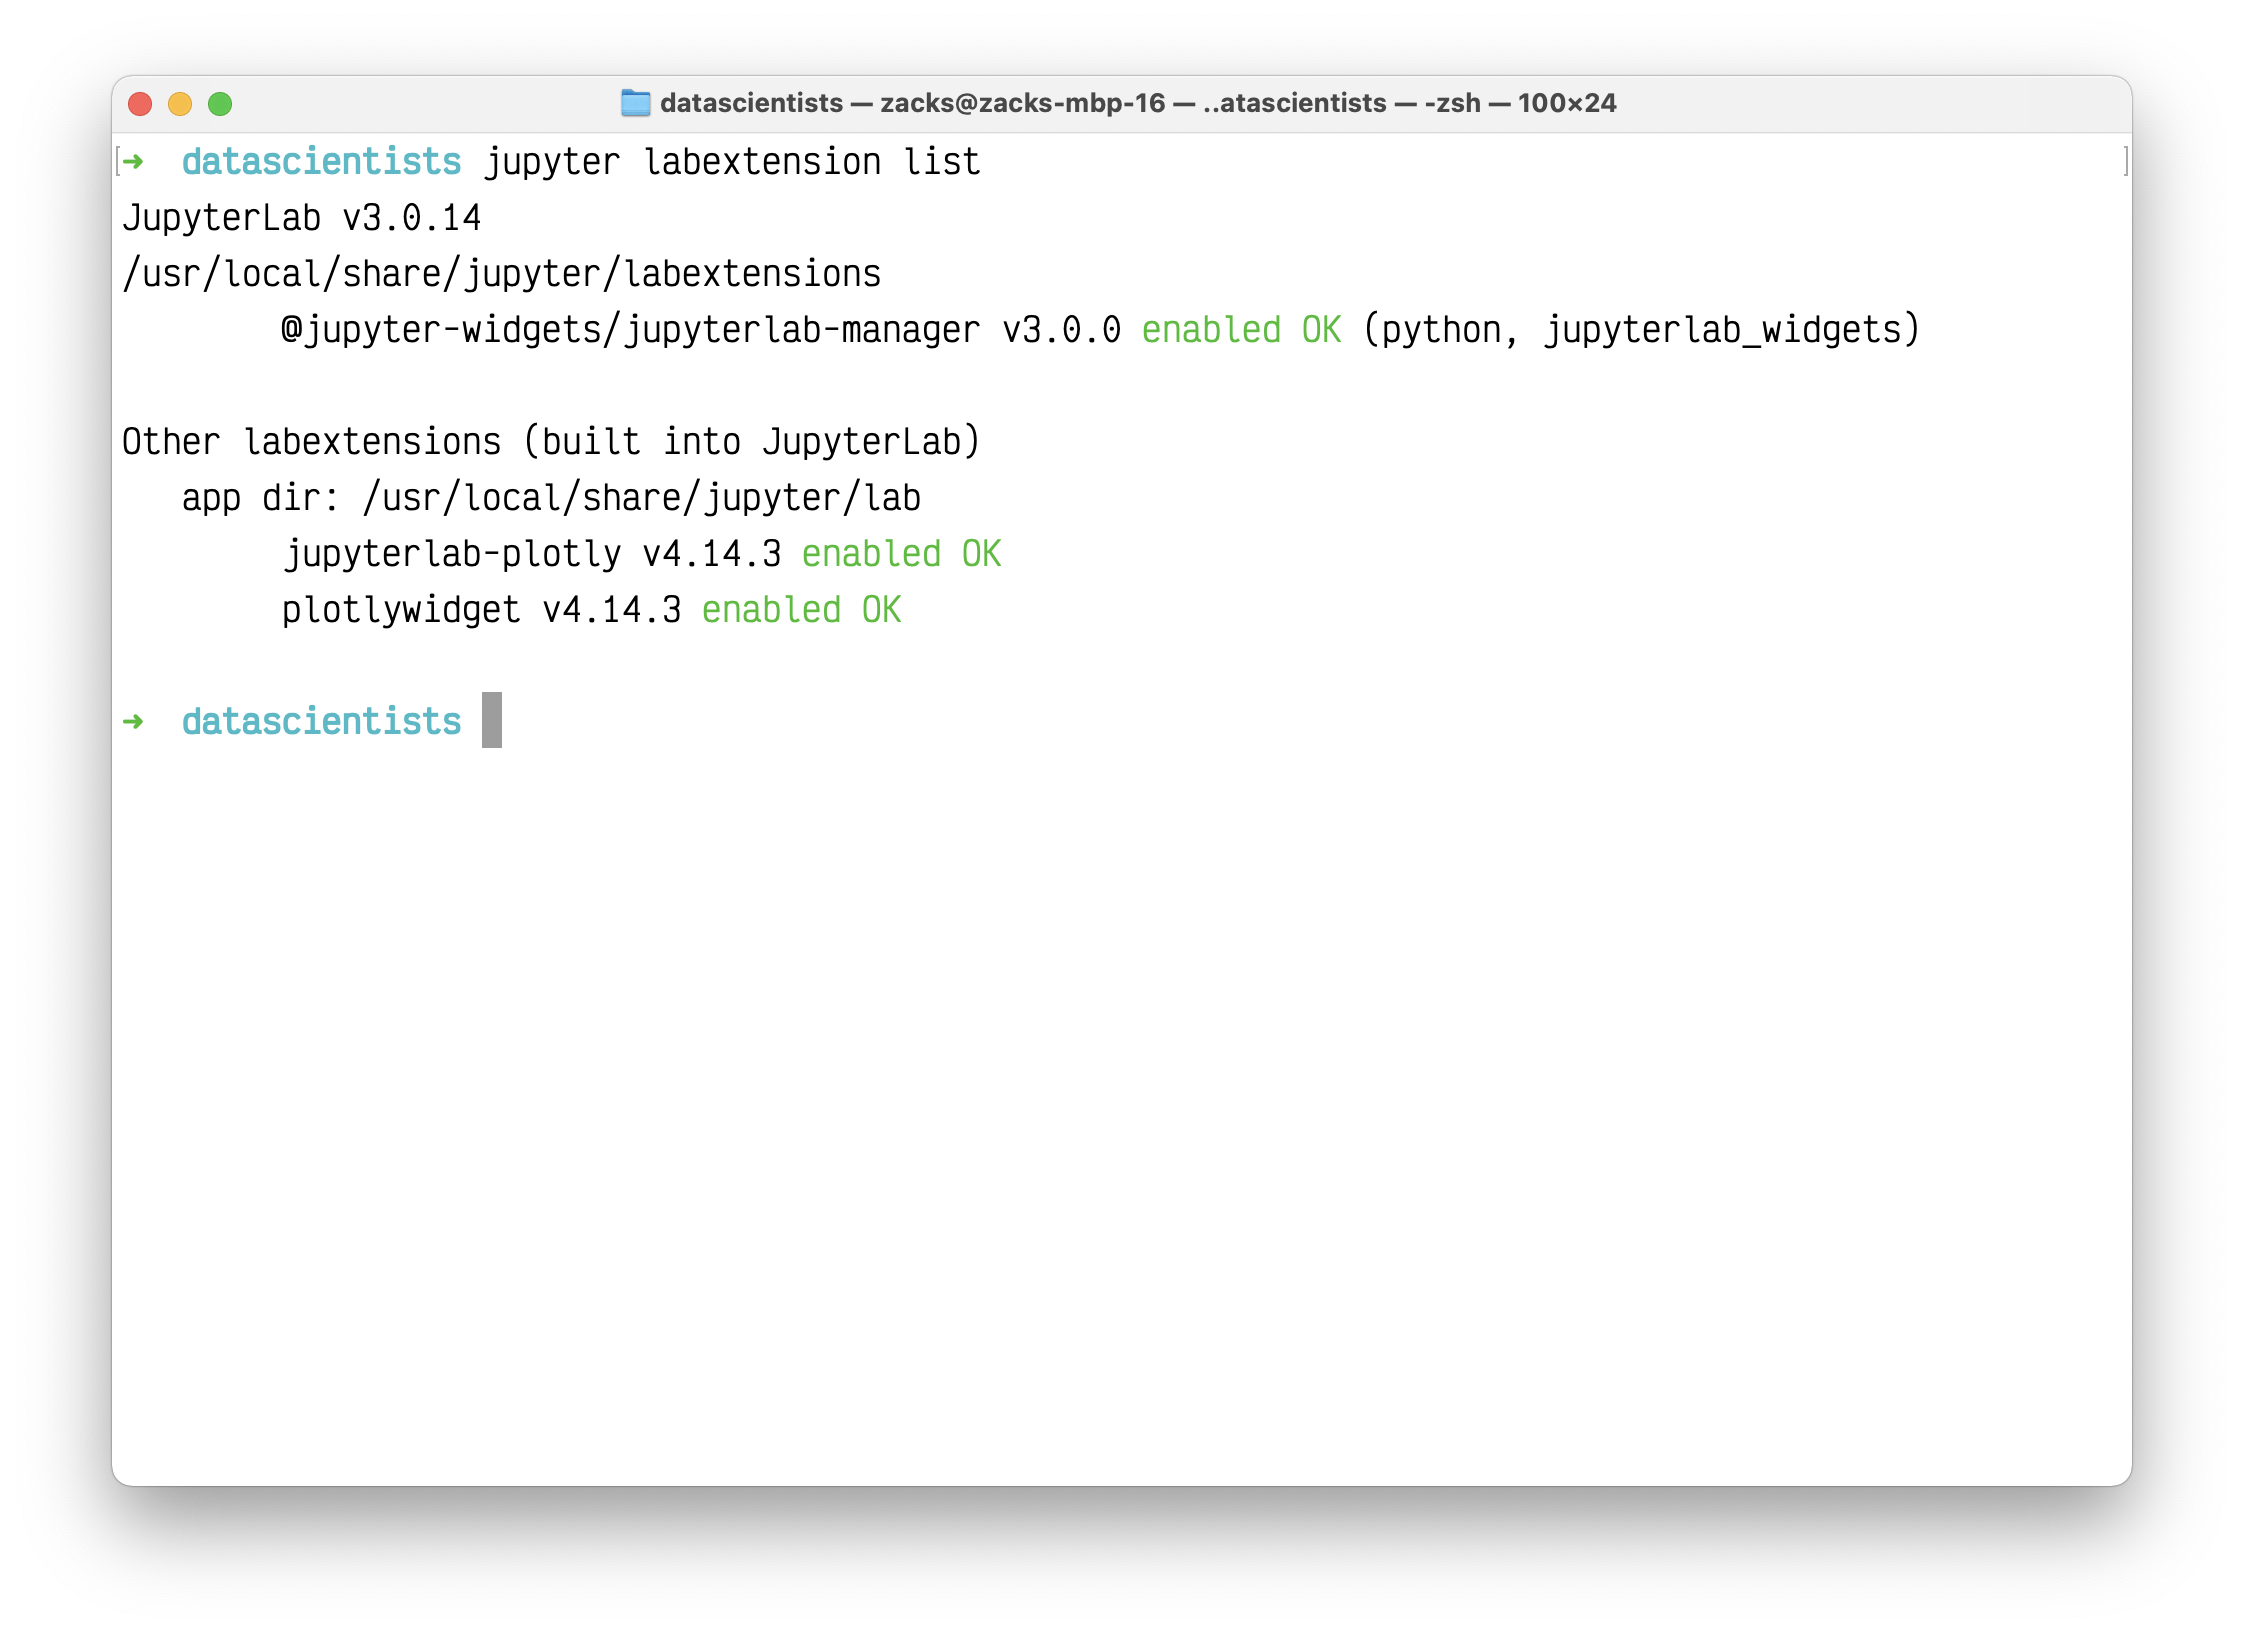 datascientists — zacks@zacks-mbp-16 — ..atascientists — -zsh — 100×24
[➜  datascientists jupyter labextension list ]
JupyterLab v3.0.14
/usr/local/share/jupyter/labextensions
        @jupyter-widgets/jupyterlab-manager v3.0.0 enabled OK (python, jupyterlab_widgets)
Other labextensions (built into JupyterLab)
   app dir: /usr/local/share/jupyter/lab
        jupyterlab-plotly v4.14.3 enabled OK
        plotlywidget v4.14.3 enabled OK
➜  datascientists